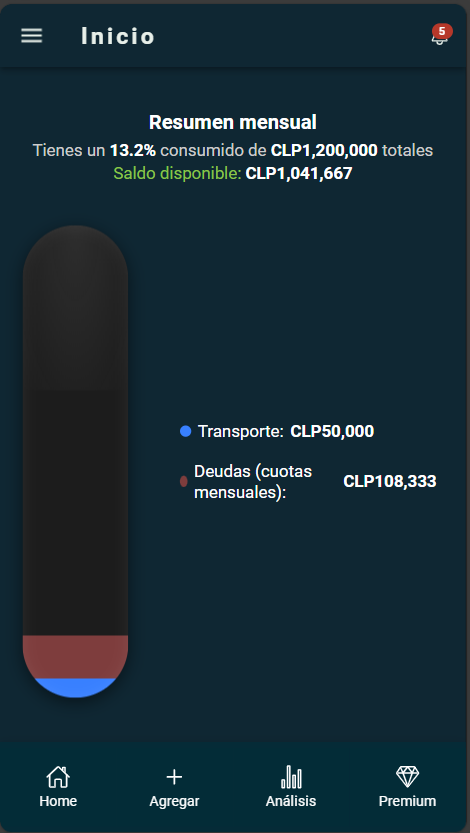 Inicio
5
Resumen mensual
Tienes un 13.2% consumido de CLP1,200,000 totales
Saldo disponible: CLP1,041,667
Transporte: CLP50,000
Deudas (cuotas
mensuales): CLP108,333
Home
Agregar
Análisis
Premium